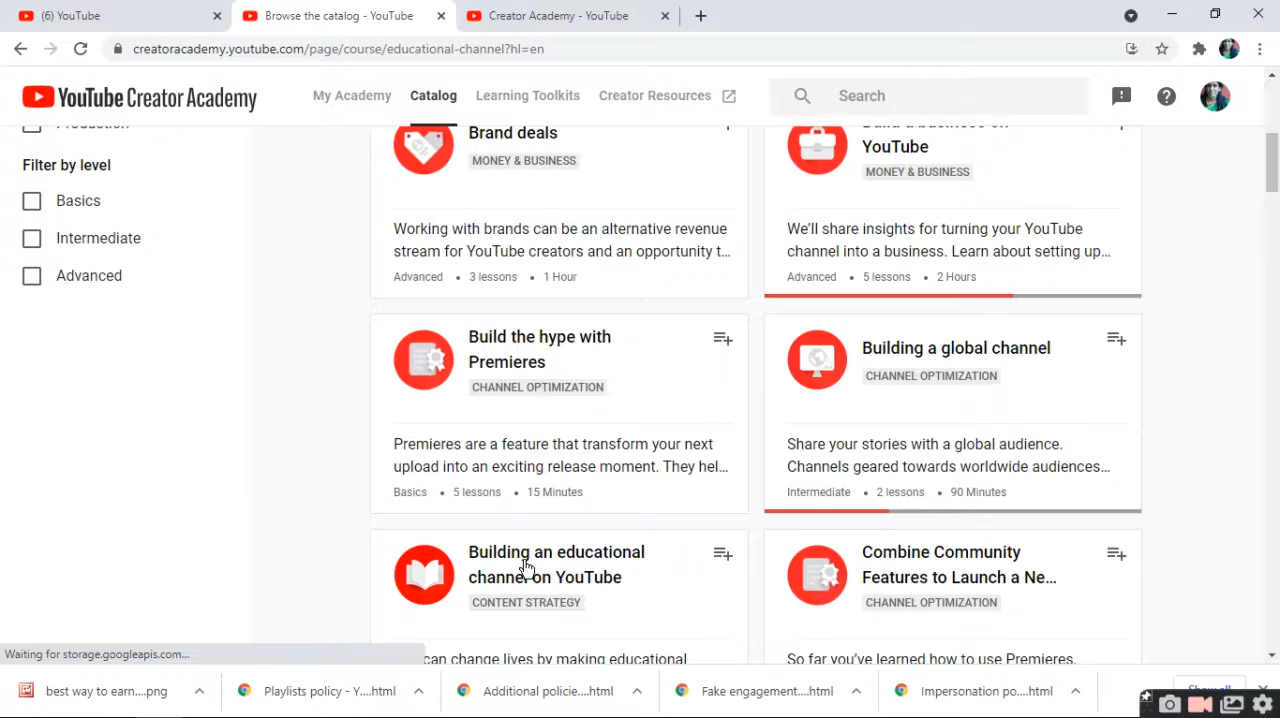 (6) YouTube
Browse the catalog - YouTube
Creator Academy - YouTube
creatoracademy.youtube.com/page/course/educational-channel?hl=en
YouTube Creator Academy
My Academy
Catalog
Learning Toolkits
Creator Resources
Search
Production
Filter by level
Basics
Intermediate
Advanced
Brand deals
MONEY & BUSINESS
Working with brands can be an alternative revenue
stream for YouTube creators and an opportunity t...
Advanced • 3 lessons • 1 Hour
Build a business on
YouTube
MONEY & BUSINESS
We'll share insights for turning your YouTube
channel into a business. Learn about setting up...
Advanced • 5 lessons • 2 Hours
Build the hype with
Premieres
CHANNEL OPTIMIZATION
Premieres are a feature that transform your next
upload into an exciting release moment. They hel...
Basics • 5 lessons • 15 Minutes
Building a global channel
CHANNEL OPTIMIZATION
Share your stories with a global audience.
Channels geared towards worldwide audiences...
Intermediate • 2 lessons • 90 Minutes
Building an educational
channel on YouTube
CONTENT STRATEGY
can change lives by making educational
Combine Community
Features to Launch a Ne...
CHANNEL OPTIMIZATION
So far you've learned how to use Premieres.
Waiting for storage.googleapis.com...
best way to earn....png
Playlists policy - Y....html
Additional policie....html
Fake engagement....html
Impersonation po....html
Show all